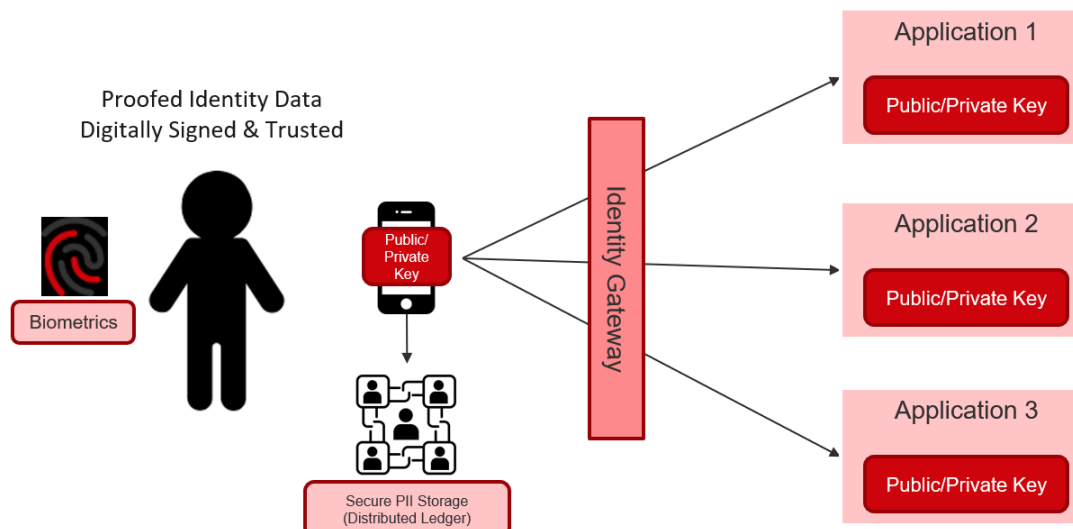 Proofed Identity Data
Digitally Signed & Trusted
Biometrics
Public/
Private
Key
Secure PII Storage
(Distributed Ledger)
Identity Gateway
Application 1
Public/Private Key
Application 2
Public/Private Key
Application 3
Public/Private Key